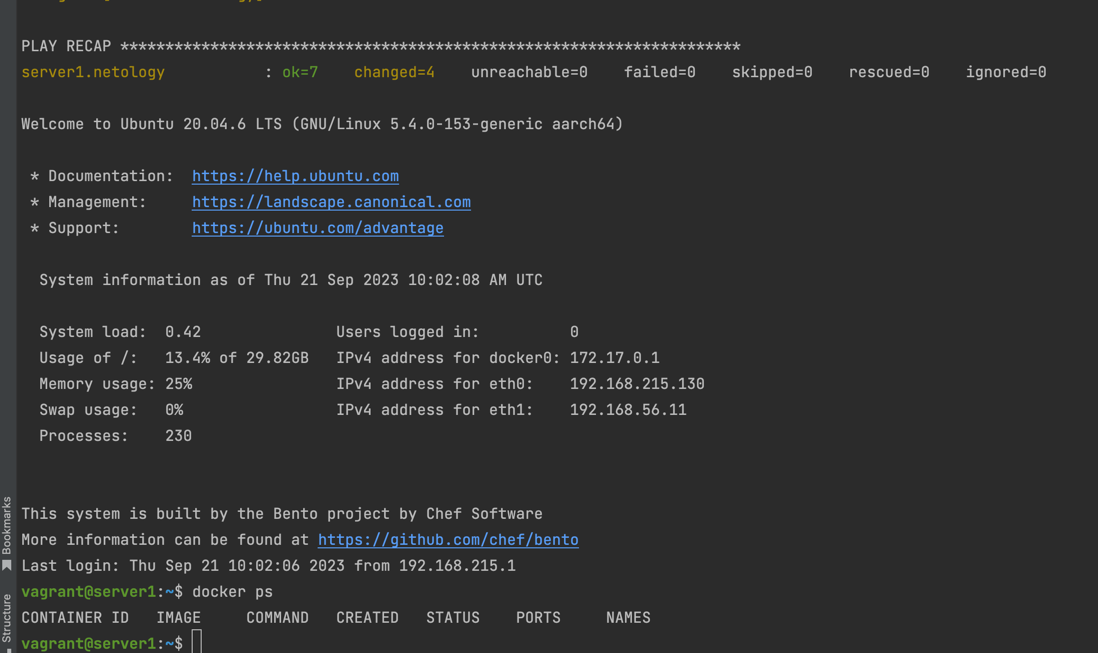 PLAY RECAP *********************************************************************
server1.netology           : ok=7    changed=4    unreachable=0    failed=0    skipped=0    rescued=0    ignored=0
Welcome to Ubuntu 20.04.6 LTS (GNU/Linux 5.4.0-153-generic aarch64)
* Documentation:  https://help.ubuntu.com
* Management:     https://landscape.canonical.com
* Support:        https://ubuntu.com/advantage
System information as of Thu 21 Sep 2023 10:02:08 AM UTC
System load:  0.42               Users logged in:          0
Usage of /:   13.4% of 29.82GB   IPv4 address for docker0: 172.17.0.1
Memory usage: 25%                IPv4 address for eth0:    192.168.215.130
Swap usage:   0%                 IPv4 address for eth1:    192.168.56.11
Processes:    230
This system is built by the Bento project by Chef Software
More information can be found at https://github.com/chef/bento
Last login: Thu Sep 21 10:02:06 2023 from 192.168.215.1
vagrant@server1:~$ docker ps
CONTAINER ID   IMAGE     COMMAND   CREATED   STATUS    PORTS     NAMES
vagrant@server1:~$
Bookmarks
Structure